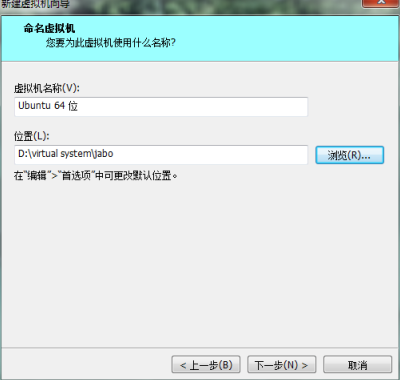 新建虚拟机向导
命名虚拟机
您要为此虚拟机使用什么名称?
虚拟机名称(V):
Ubuntu 64 位
位置(L):
D:\virtual system\jabo
浏览(R)...
在"编辑">"首选项"中可更改默认位置。
< 上一步(B)
下一步(N) >
取消